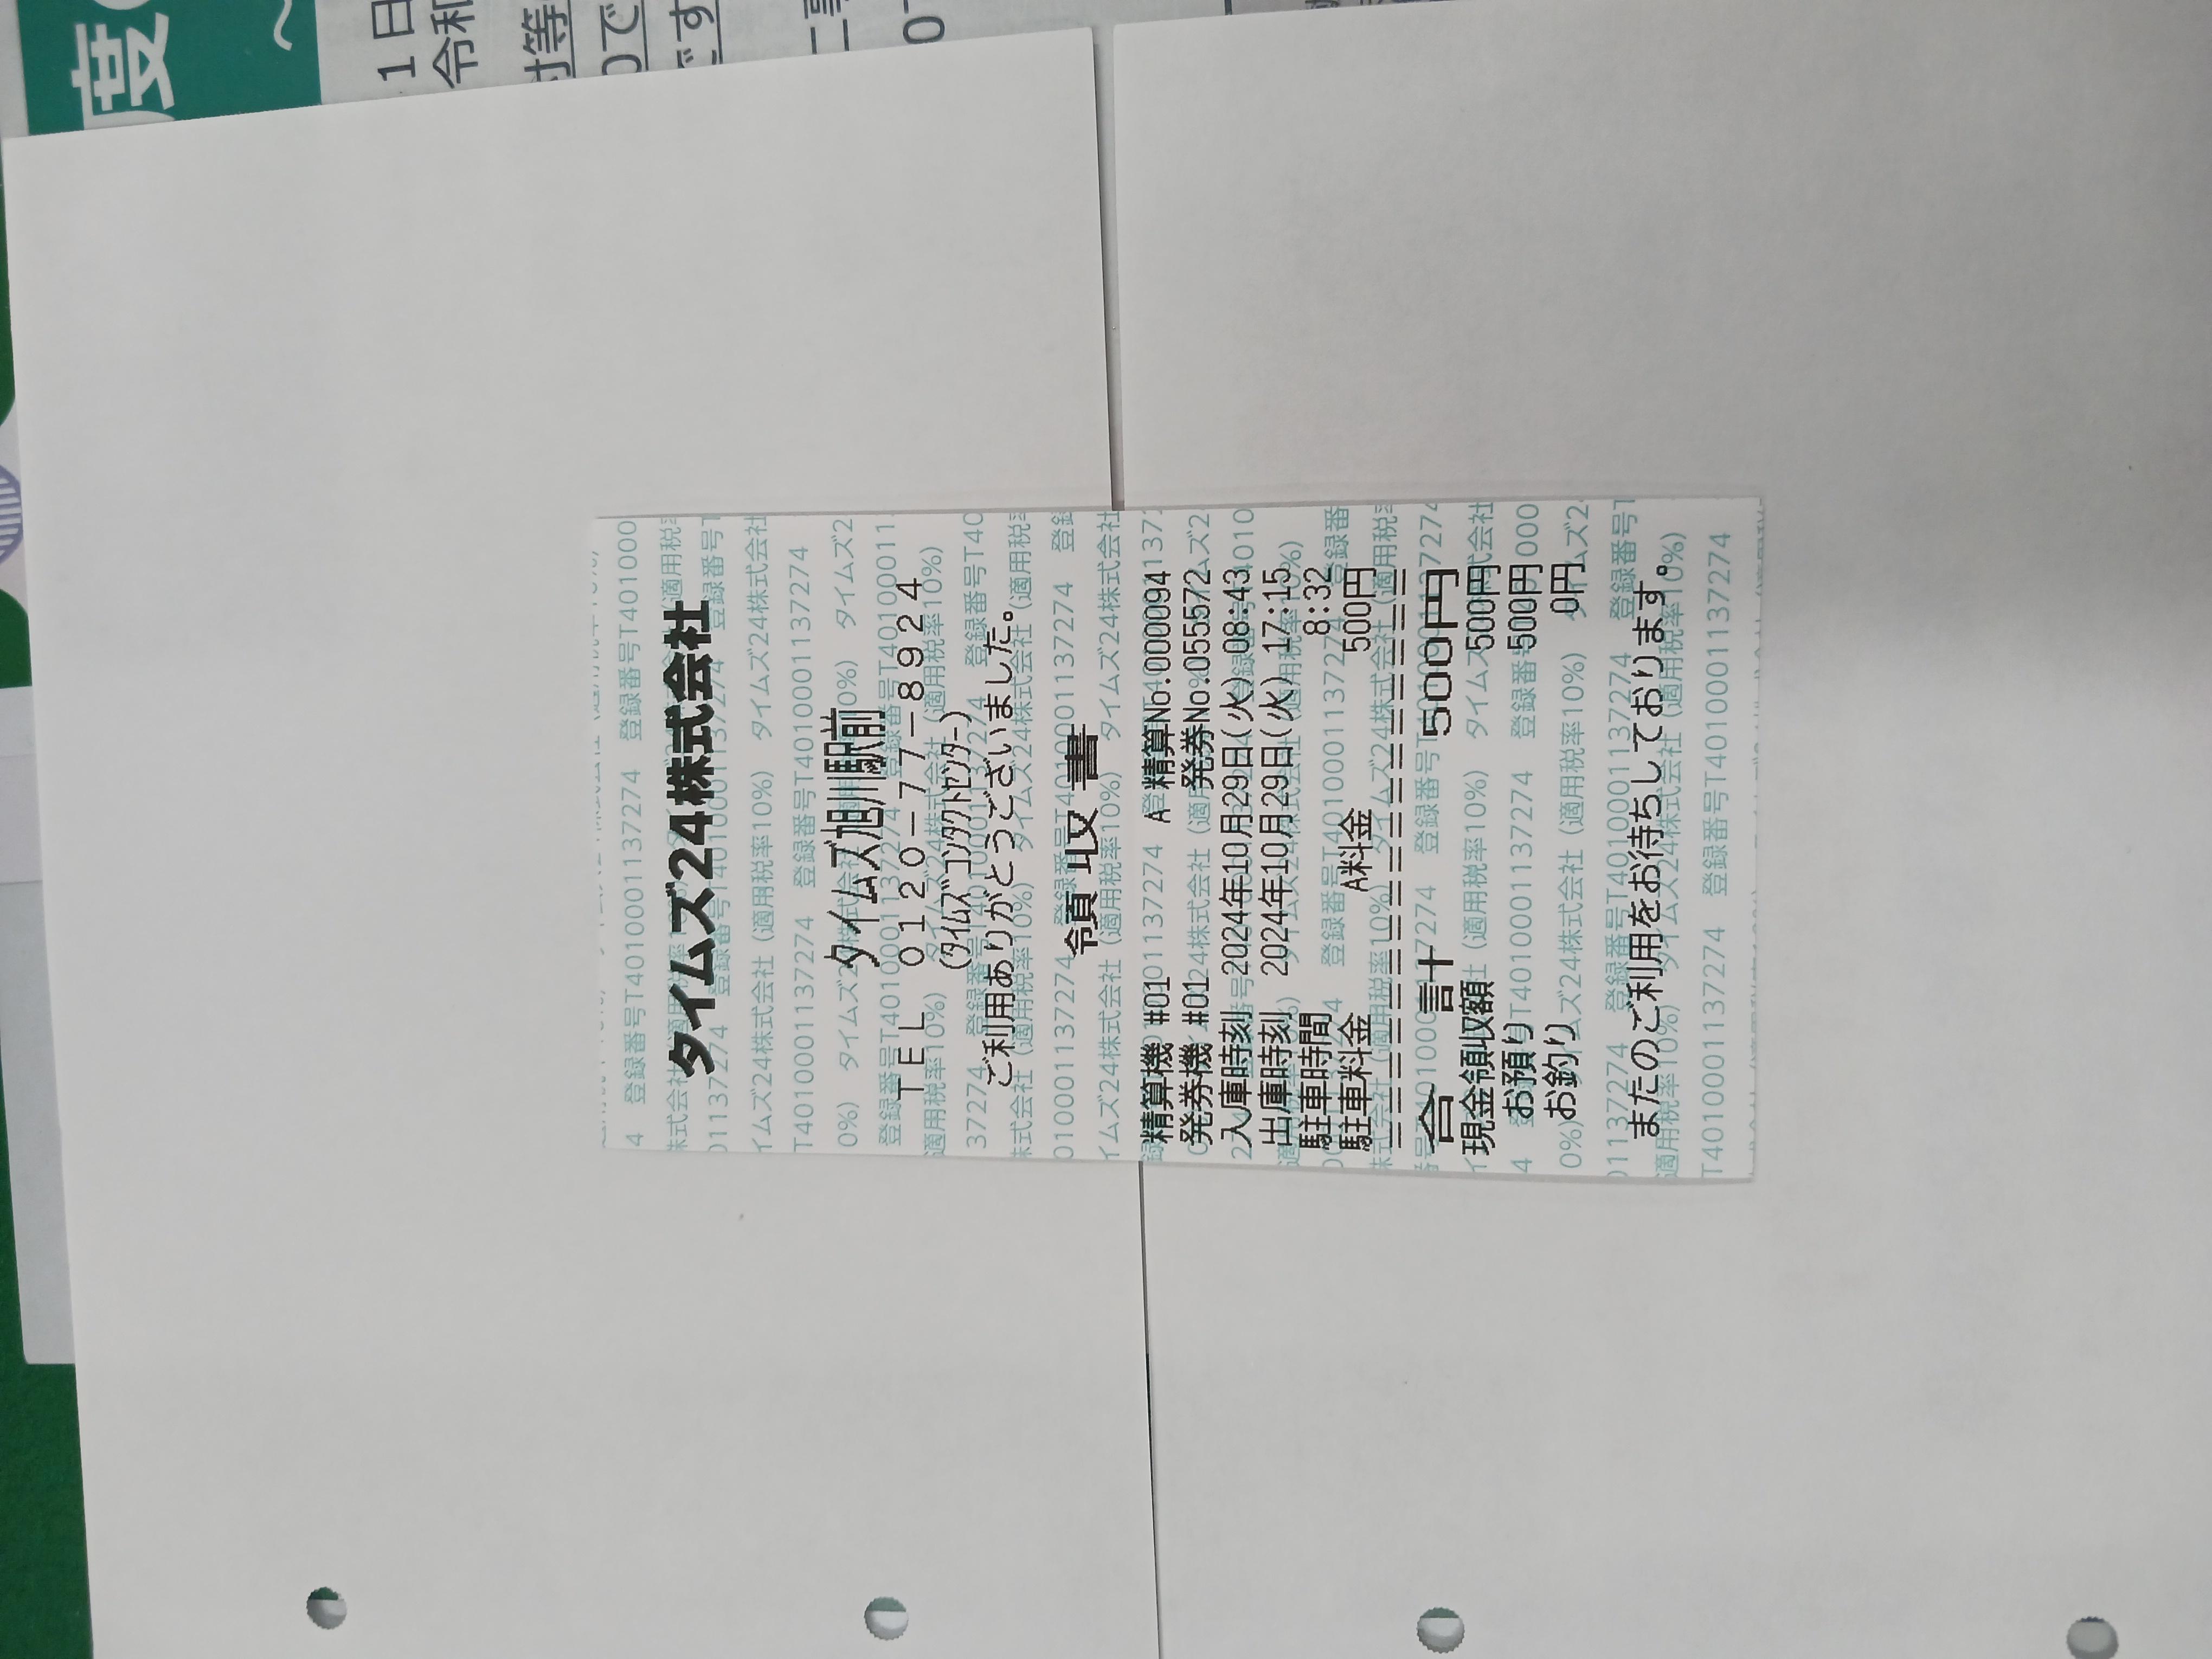 タイムズ24株式会社
タイムズ旭川駅前
TEL 0120-77-8924
(タイムズコンタクトセンター)
ご利用ありがとうございました。
領収書
精算機 #01 A 精算No.000094
発券機 #01 発券No.055572
入庫時刻 2024年10月29日(火) 08:43
出庫時刻 2024年10月29日(火) 17:15
駐車時間 8:32
駐車料金 A料金 500円
==========================
合 計 500円
現金領収額 500円
お預り 500円
お釣り 0円
またのご利用をお待ちしております。
タイムズ24株式会社 (適用税率10%) 登録番号T4010001137274
度
1日
令和